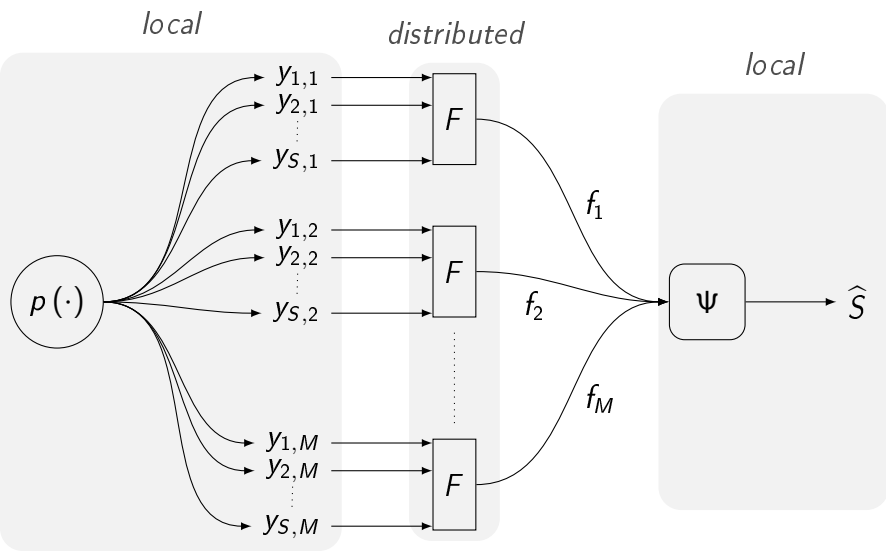 local
distributed
local
p (·)
y1,1
y2,1
yS,1
F
f1
y1,2
y2,2
yS,2
F
f2
Ψ
Ŝ
y1,M
y2,M
yS,M
F
fM